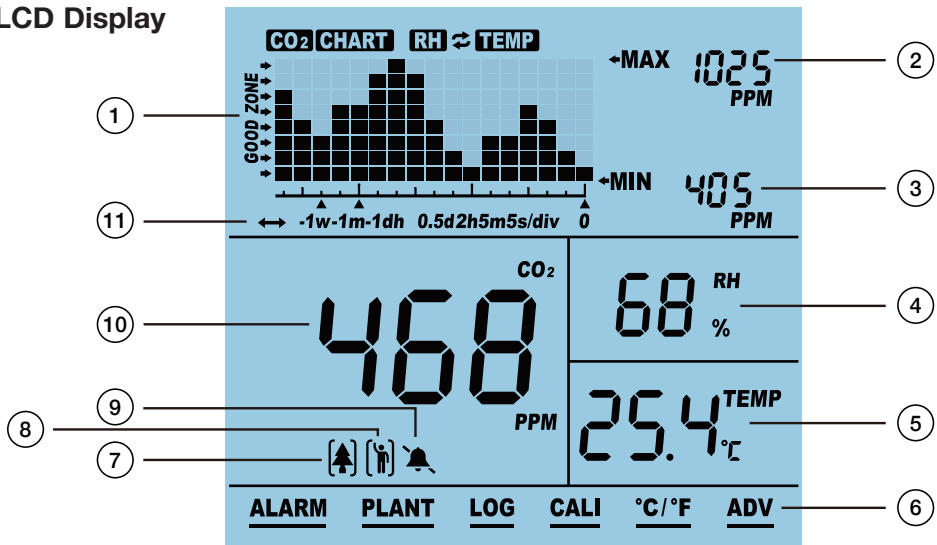 LCD Display
CO2 CHART RH TEMP
MAX 1025
PPM
GOOD ZONE
MIN 405
PPM
-1w-1m-1dh 0.5d2h5m5s/div 0
CO2
468
PPM
68 RH
%
25.4 TEMP
°C
ALARM PLANT LOG CALI °C/°F ADV
1
2
3
4
5
6
7
8
9
10
11